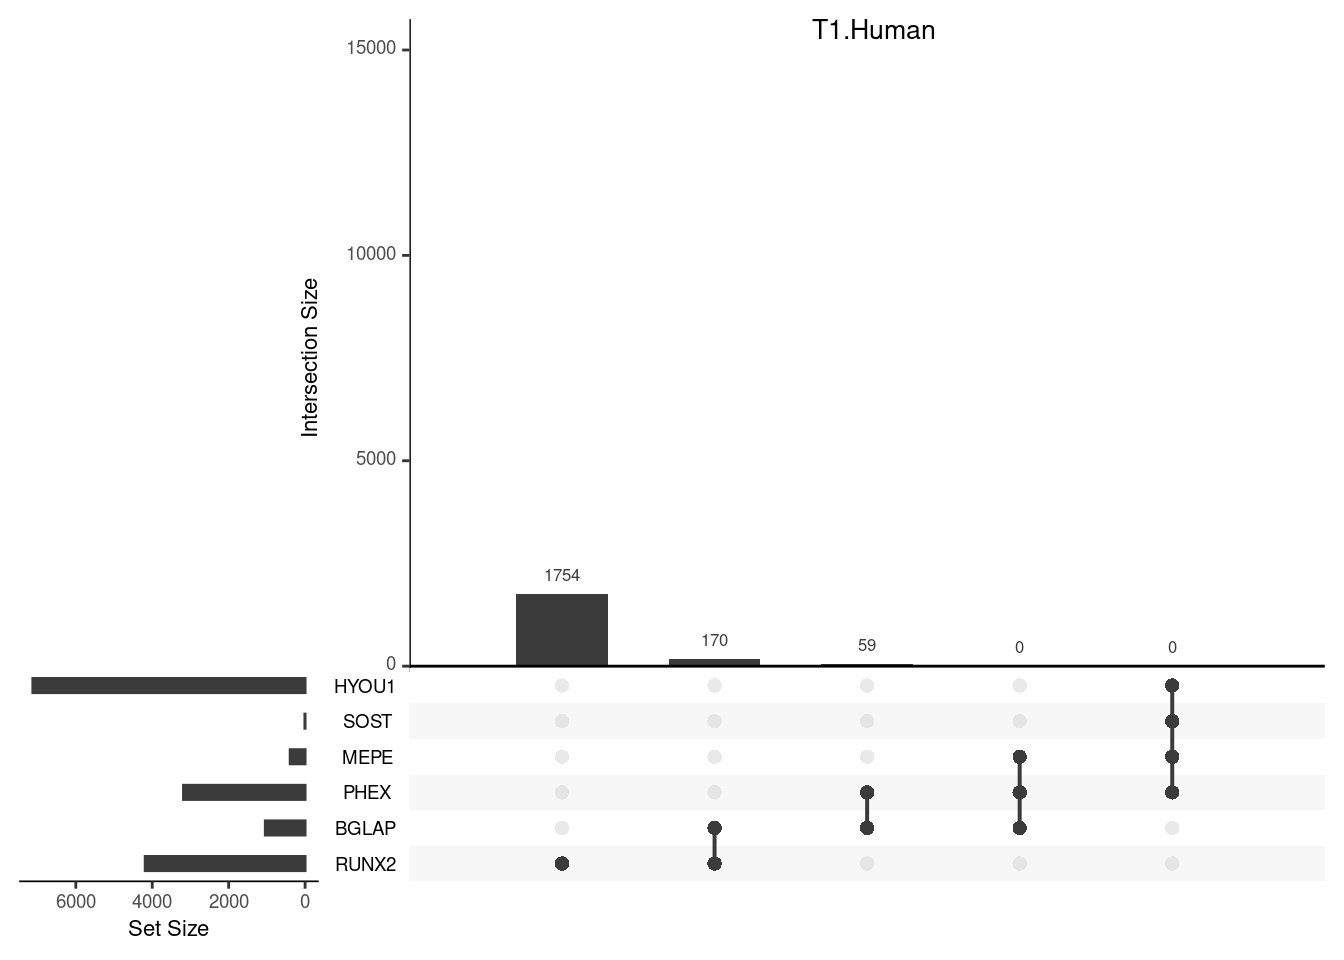 T1.Human
15000
10000
5000
0
Intersection Size
1754
170
59
0
0
HYOU1
SOST
MEPE
PHEX
BGLAP
RUNX2
6000 4000 2000 0
Set Size